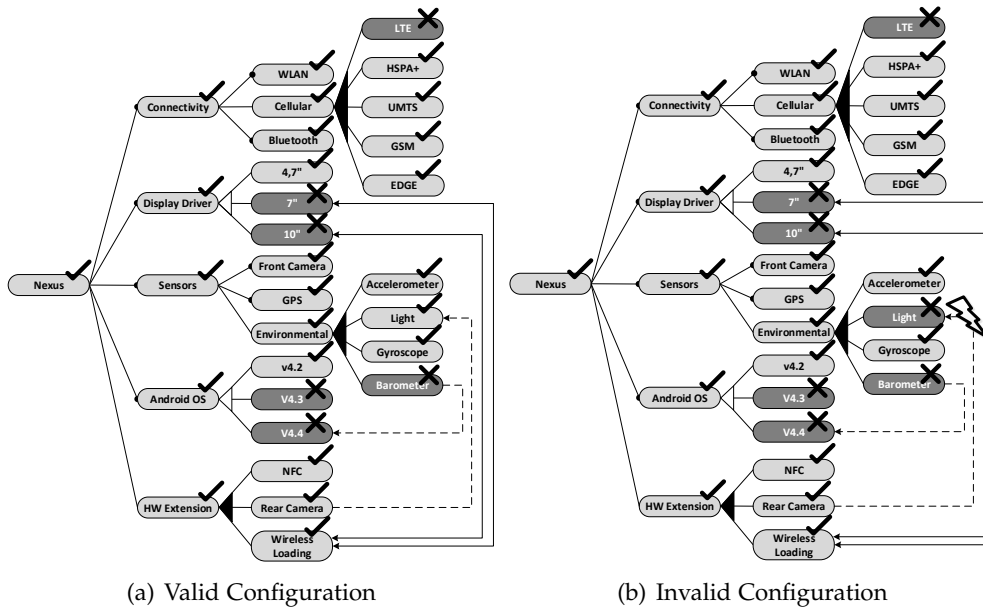 LTE
HSPA+
UMTS
GSM
EDGE
WLAN
Cellular
Bluetooth
Connectivity
4,7"
7"
10"
Display Driver
Front Camera
GPS
Environmental
Sensors
Nexus
Accelerometer
Light
Gyroscope
Barometer
v4.2
V4.3
V4.4
Android OS
NFC
Rear Camera
Wireless
Loading
HW Extension
(a) Valid Configuration
LTE
HSPA+
UMTS
GSM
EDGE
WLAN
Cellular
Bluetooth
Connectivity
4,7"
7"
10"
Display Driver
Front Camera
GPS
Environmental
Sensors
Nexus
Accelerometer
Light
Gyroscope
Barometer
v4.2
V4.3
V4.4
Android OS
NFC
Rear Camera
Wireless
Loading
HW Extension
(b) Invalid Configuration